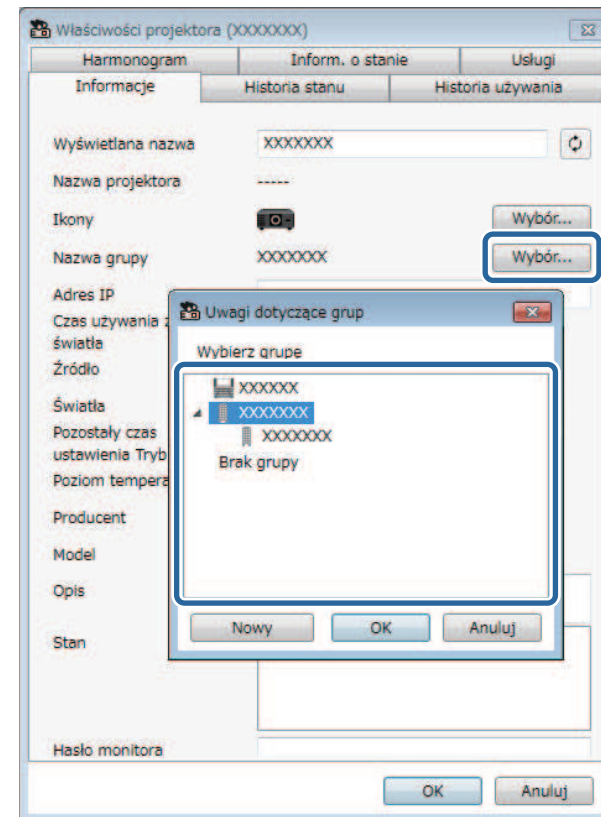 Właściwości projektora (XXXXXXX)
Harmonogram Inform. o stanie Usługi
Informacje Historia stanu Historia używania
Wyświetlana nazwa XXXXXXX
Nazwa projektora -----
Ikony Wybór...
Nazwa grupy XXXXXXX Wybór...
Adres IP
Czas używania
światła
Źródło
Światła
Pozostały czas
ustawienia Tryb
Poziom tempera
Producent
Model
Opis
Stan
Hasło monitora
Uwagi dotyczące grup
Wybierz grupę
XXXXXX
XXXXXXX
XXXXXXX
Brak grupy
Nowy OK Anuluj
OK Anuluj